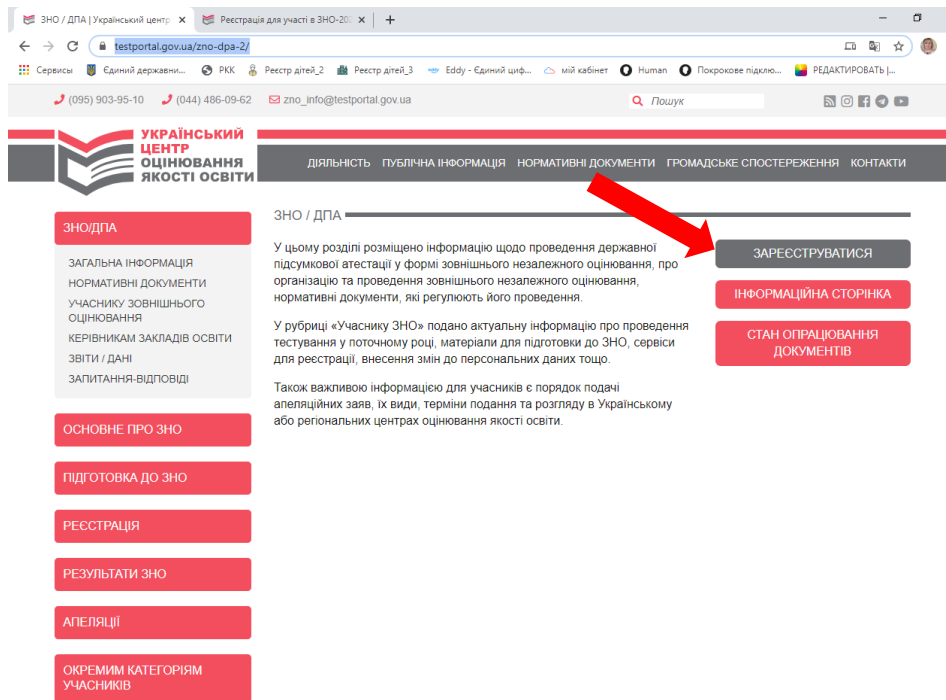 ЗНО / ДПА | Український центр
Реєстрація для участі в ЗНО-202
testportal.gov.ua/zno-dpa-2/
Сервисы
Єдиний державни...
РКК
Реєстр дітей_2
Реєстр дітей_3
Eddy - Єдиний циф...
мій кабінет
Human
Покрокове підклю...
РЕДАКТИРОВАТЬ |...
(095) 903-95-10
(044) 486-09-62
zno_info@testportal.gov.ua
Пошук
УКРАЇНСЬКИЙ
ЦЕНТР
ОЦІНЮВАННЯ
ЯКОСТІ ОСВІТИ
ДІЯЛЬНІСТЬ ПУБЛІЧНА ІНФОРМАЦІЯ НОРМАТИВНІ ДОКУМЕНТИ ГРОМАДСЬКЕ СПОСТЕРЕЖЕННЯ КОНТАКТИ
ЗНО/ДПА
ЗАГАЛЬНА ІНФОРМАЦІЯ
НОРМАТИВНІ ДОКУМЕНТИ
УЧАСНИКУ ЗОВНІШНЬОГО
ОЦІНЮВАННЯ
КЕРІВНИКАМ ЗАКЛАДІВ ОСВІТИ
ЗВІТИ / ДАНІ
ЗАПИТАННЯ-ВІДПОВІДІ
ОСНОВНЕ ПРО ЗНО
ПІДГОТОВКА ДО ЗНО
РЕЄСТРАЦІЯ
РЕЗУЛЬТАТИ ЗНО
АПЕЛЯЦІЇ
ОКРЕМИМ КАТЕГОРІЯМ
УЧАСНИКІВ
ЗНО / ДПА
У цьому розділі розміщено інформацію щодо проведення державної
підсумкової атестації у формі зовнішнього незалежного оцінювання, про
організацію та проведення зовнішнього незалежного оцінювання,
нормативні документи, які регулюють його проведення.
У рубриці «Учаснику ЗНО» подано актуальну інформацію про проведення
тестування у поточному році, матеріали для підготовки до ЗНО, сервіси
для реєстрації, внесення змін до персональних даних тощо.
Також важливою інформацією для учасників є порядок подачі
апеляційних заяв, їх види, терміни подання та розгляду в Українському
або регіональних центрах оцінювання якості освіти.
ЗАРЕЄСТРУВАТИСЯ
ІНФОРМАЦІЙНА СТОРІНКА
СТАН ОПРАЦЮВАННЯ
ДОКУМЕНТІВ